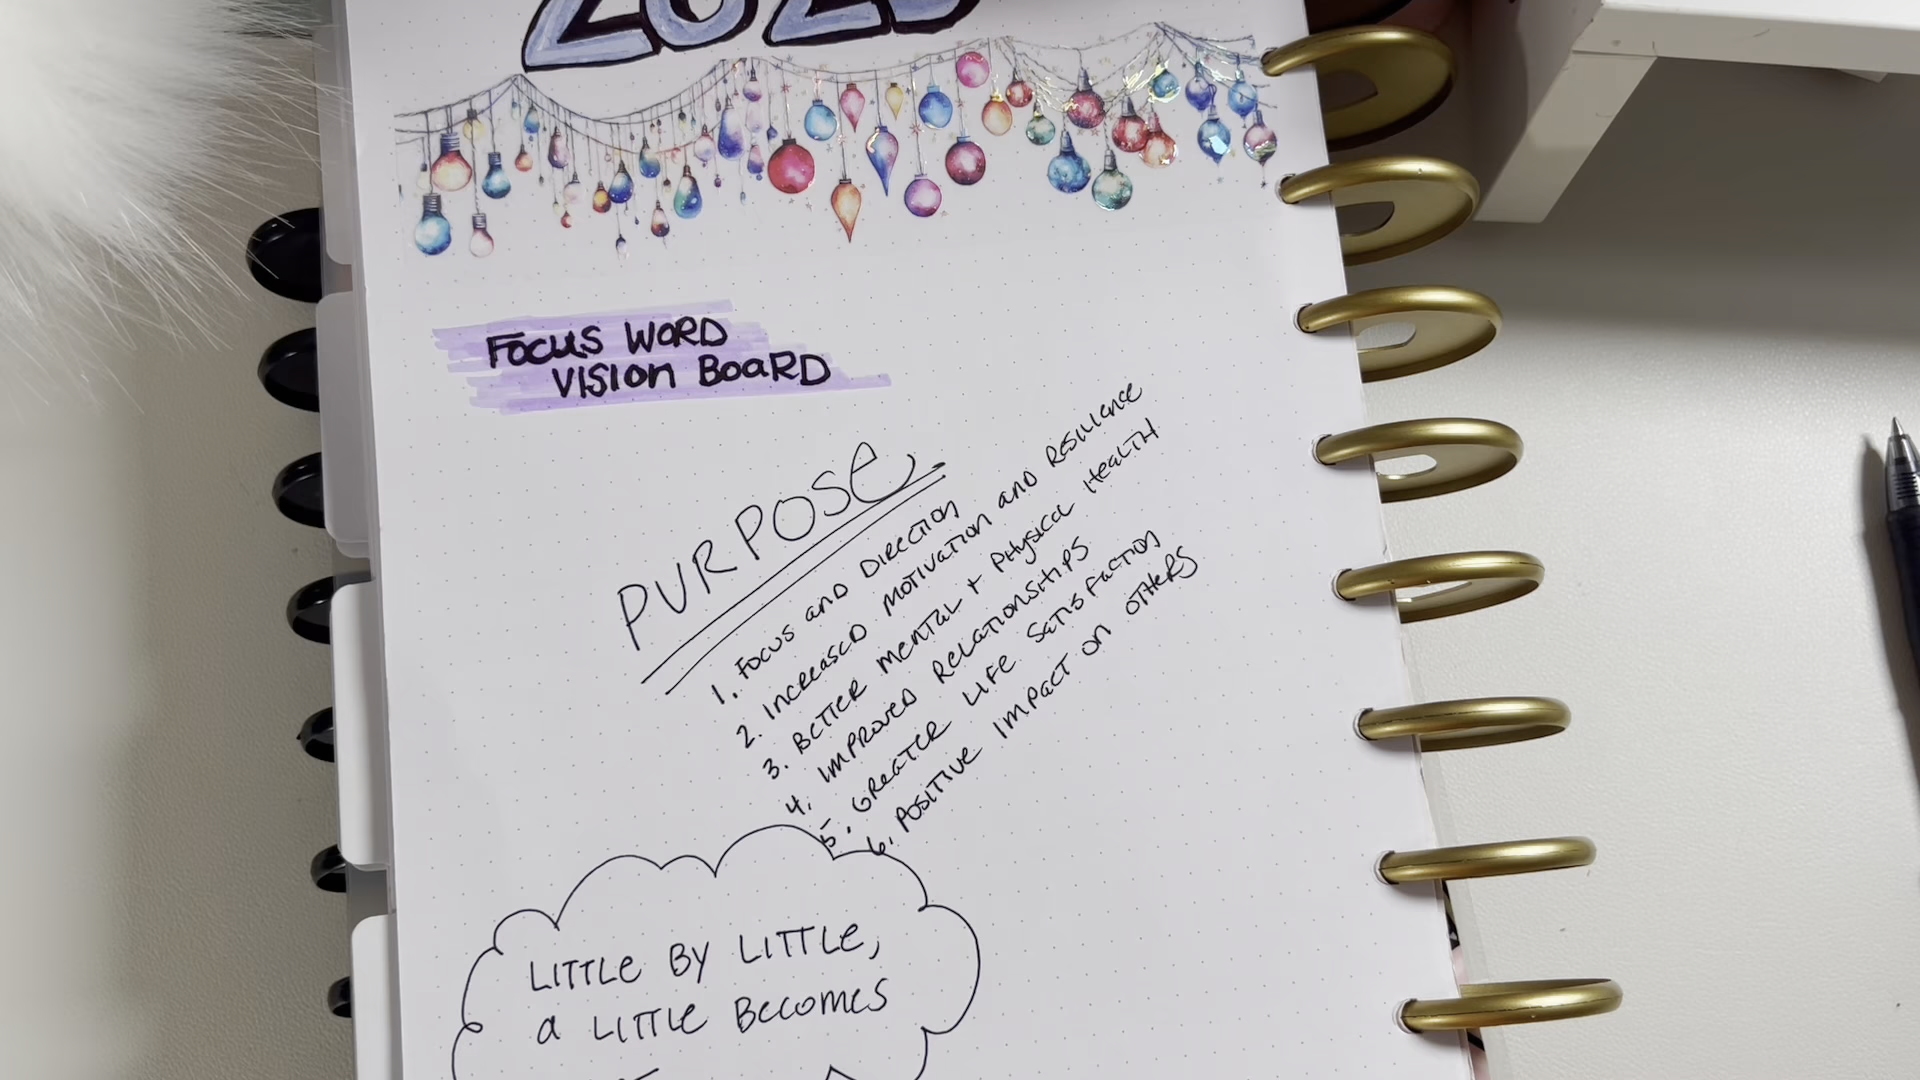 2025
FOCUS WORD
VISION BOARD
PURPOSE
1. FOCUS AND DIRECTION
2. INCREASED MOTIVATION AND RESILIENCE
3. BETTER MENTAL + PHYSICAL HEALTH
4. IMPROVED RELATIONSHIPS
5. GREATER LIFE SATISFACTION
6. POSITIVE IMPACT ON OTHERS
LITTLE BY LITTLE,
a LITTLE BECOMES